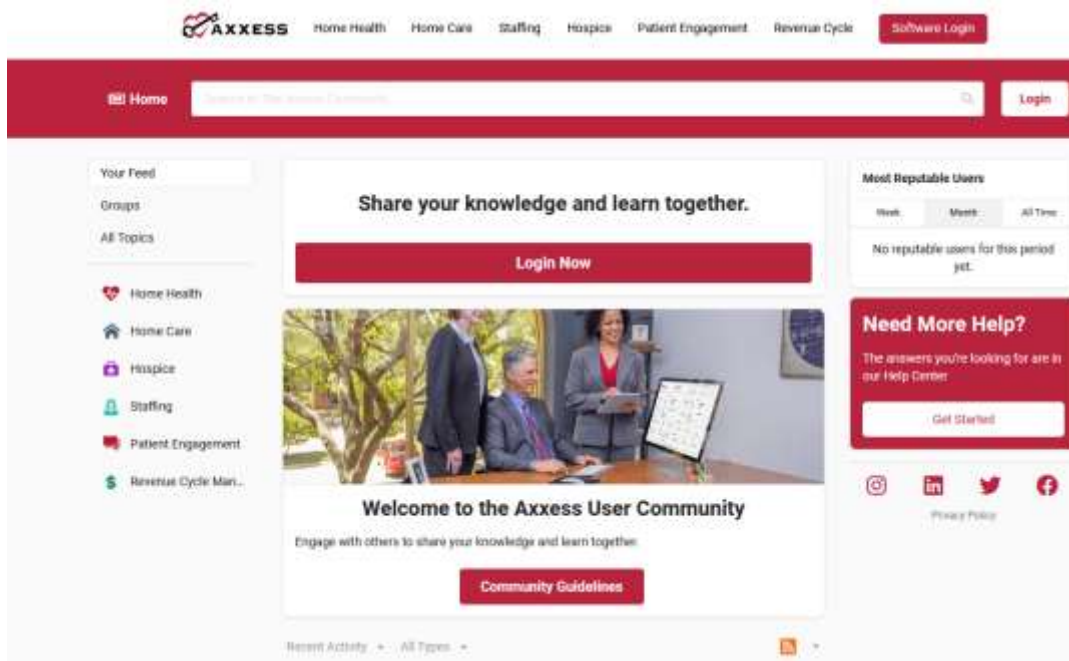 AXXESS
Home Health
Home Care
Staffing
Hospice
Patient Engagement
Revenue Cycle
Software Login
Home
Login
Your Feed
Groups
All Topics
Home Health
Home Care
Hospice
Staffing
Patient Engagement
Revenue Cycle Man...
Share your knowledge and learn together.
Login Now
Welcome to the Axxess User Community
Engage with others to share your knowledge and learn together.
Community Guidelines
Recent Activity
All Types
Most Reputable Users
Week
Month
All Time
No reputable users for this period
yet.
Need More Help?
The answers you're looking for are in
our Help Center
Get Started
Privacy Policy